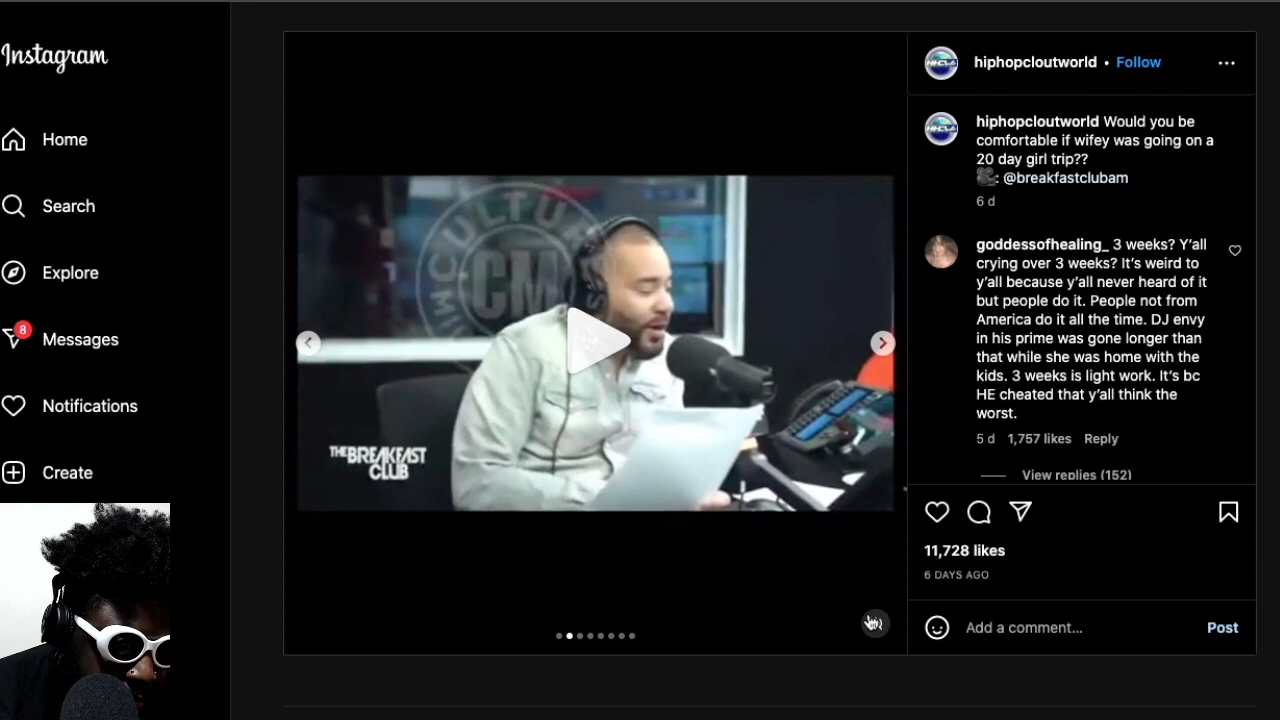 Instagram
Home
Search
Explore
8
Messages
Notifications
Create
CULTURE
CM
THE BREAKFAST
CLUB
hiphopcloutworld • Follow
hiphopcloutworld Would you be
comfortable if wifey was going on a
20 day girl trip??
: @breakfastclubam
6 d
goddessofhealing_ 3 weeks? Y’all
crying over 3 weeks? It’s weird to
y’all because y’all never heard of it
but people do it. People not from
America do it all the time. DJ envy
in his prime was gone longer than
that while she was home with the
kids. 3 weeks is light work. It’s bc
HE cheated that y’all think the
worst.
5 d 1,757 likes Reply
View replies (152)
11,728 likes
6 DAYS AGO
Add a comment... Post